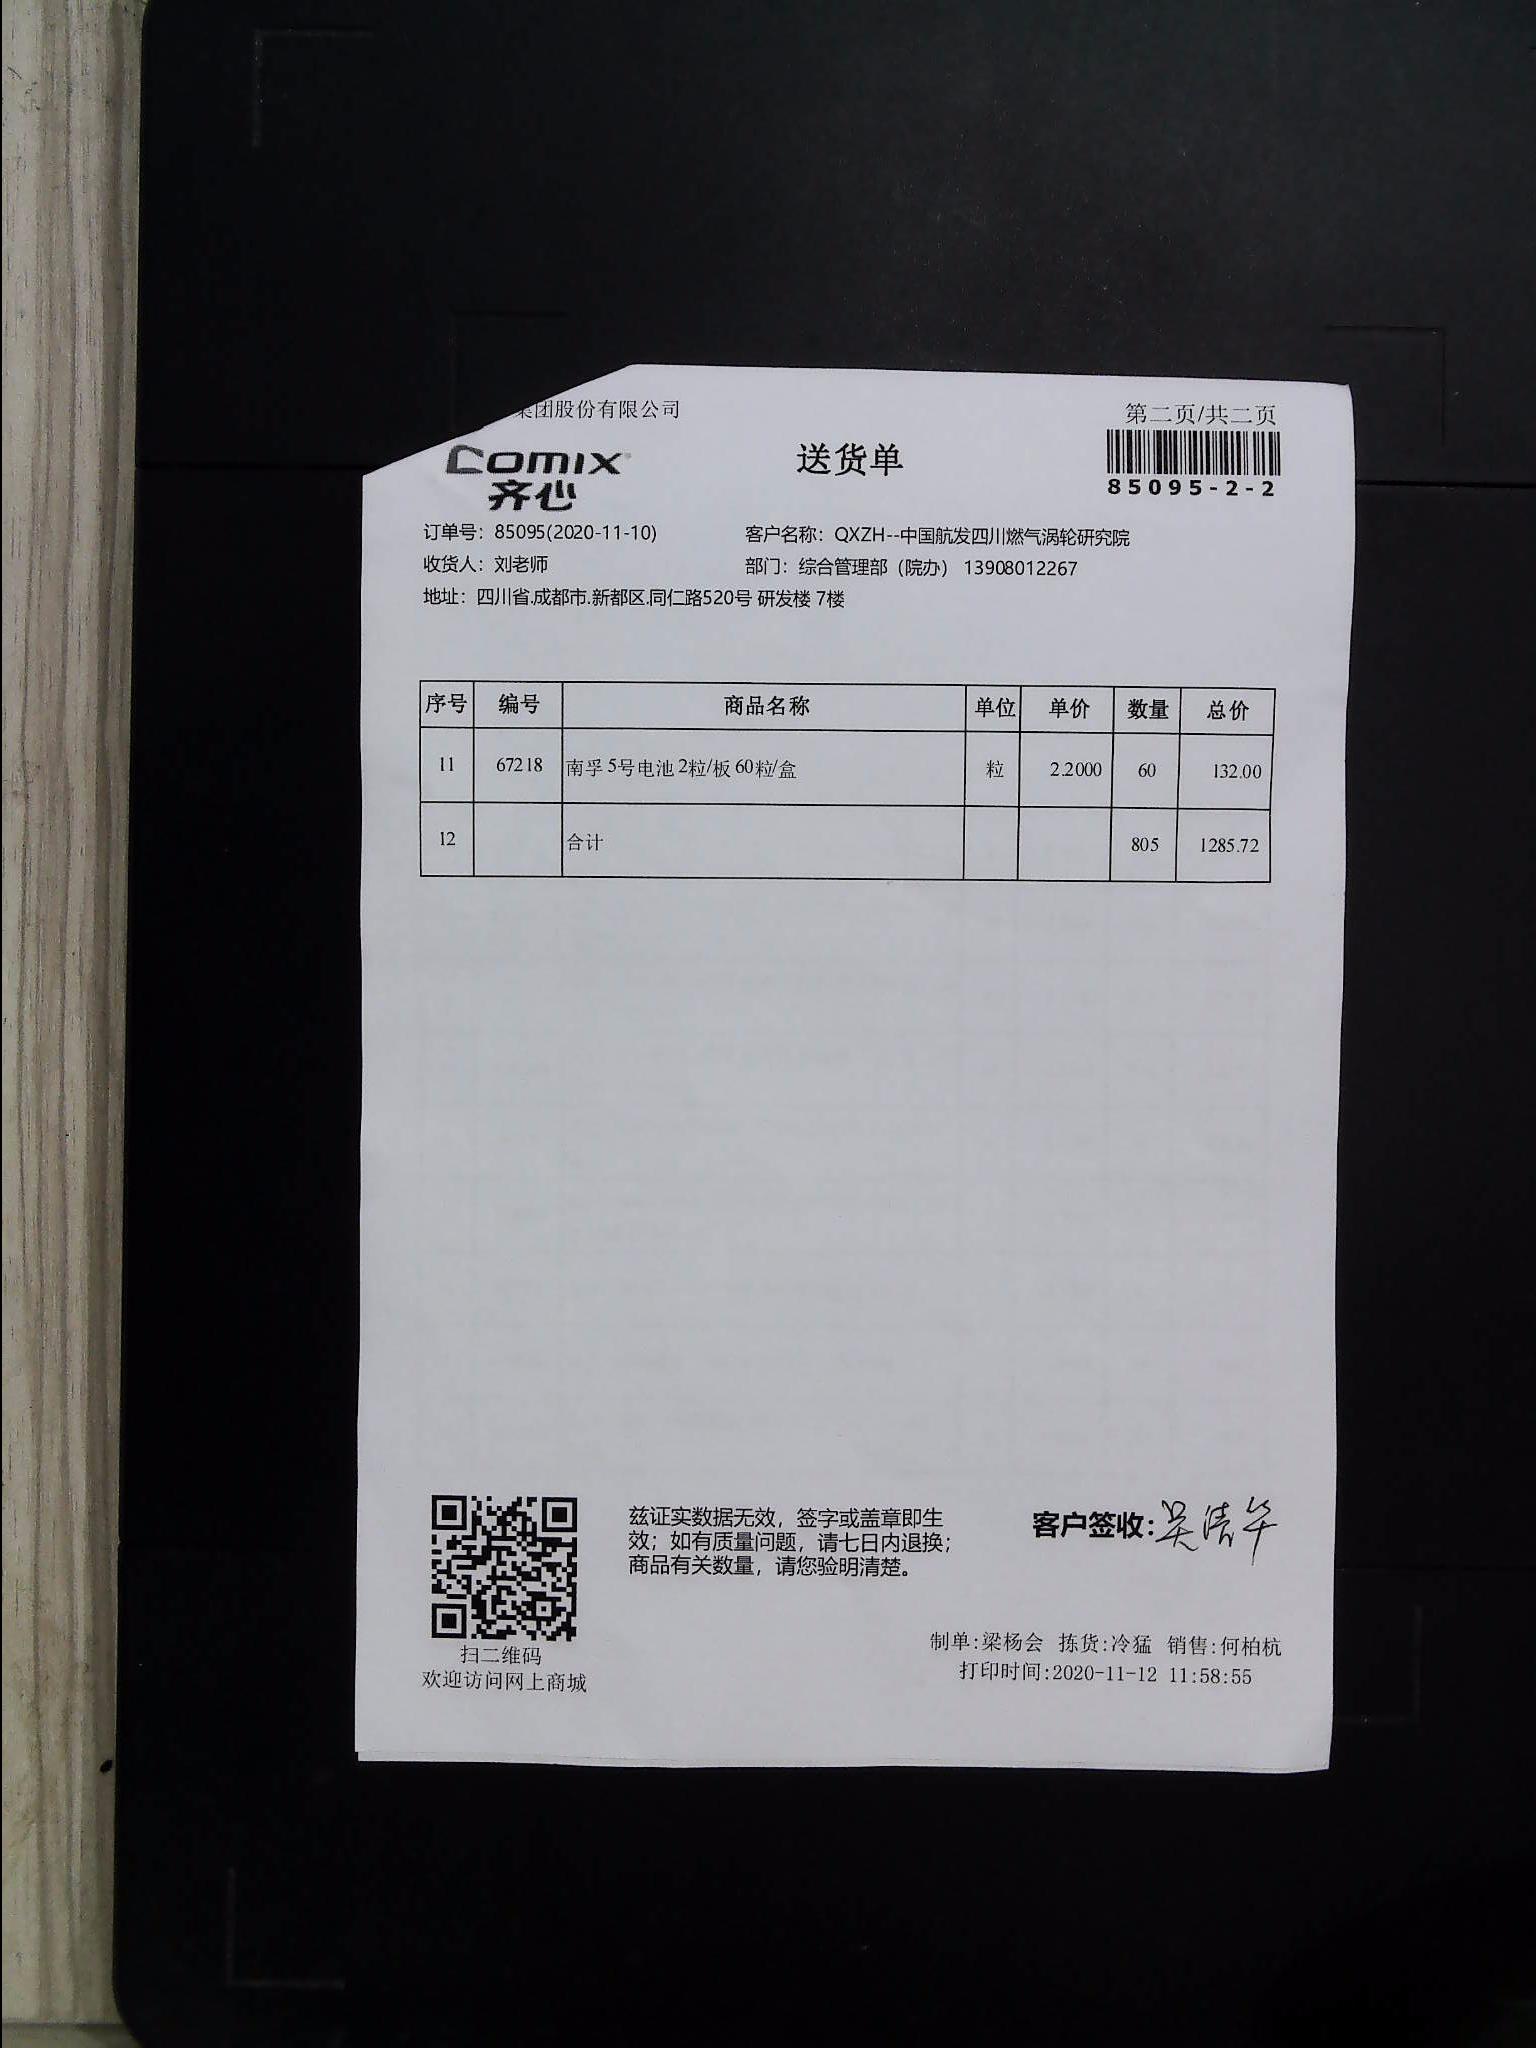 集团股份有限公司
第二页/共二页
COMIX
齐心
送货单
85095-2-2
订单号：85095(2020-11-10)
客户名称：QXZH--中国航发四川燃气涡轮研究院
收货人：刘老师
部门：综合管理部（院办） 13908012267
地址：四川省.成都市.新都区.同仁路520号 研发楼 7楼
序号 编号 商品名称 单位 单价 数量 总价
11 67218 南孚5号电池2粒/板60粒/盒 粒 2.2000 60 132.00
12 合计 805 1285.72
兹证实数据无效，签字或盖章即生
效；如有质量问题，请七日内退换；
商品有关数量，请您验明清楚。
客户签收：吴清华
扫二维码
欢迎访问网上商城
制单:梁杨会 拣货:冷猛 销售:何柏杭
打印时间:2020-11-12 11:58:55